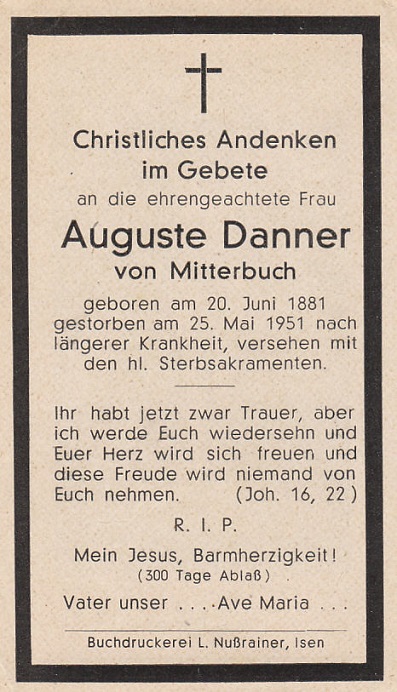 Christliches Andenken
im Gebete
an die ehrengeachtete Frau
Auguste Danner
von Mitterbuch
geboren am 20. Juni 1881
gestorben am 25. Mai 1951 nach
längerer Krankheit, versehen mit
den hl. Sterbsakramenten.
Ihr habt jetzt zwar Trauer, aber
ich werde Euch wiedersehn und
Euer Herz wird sich freuen und
diese Freude wird niemand von
Euch nehmen. (Joh. 16, 22)
R. I. P.
Mein Jesus, Barmherzigkeit!
(300 Tage Ablaß)
Vater unser . . . . Ave Maria . . .
Buchdruckerei L. Nußrainer, Isen